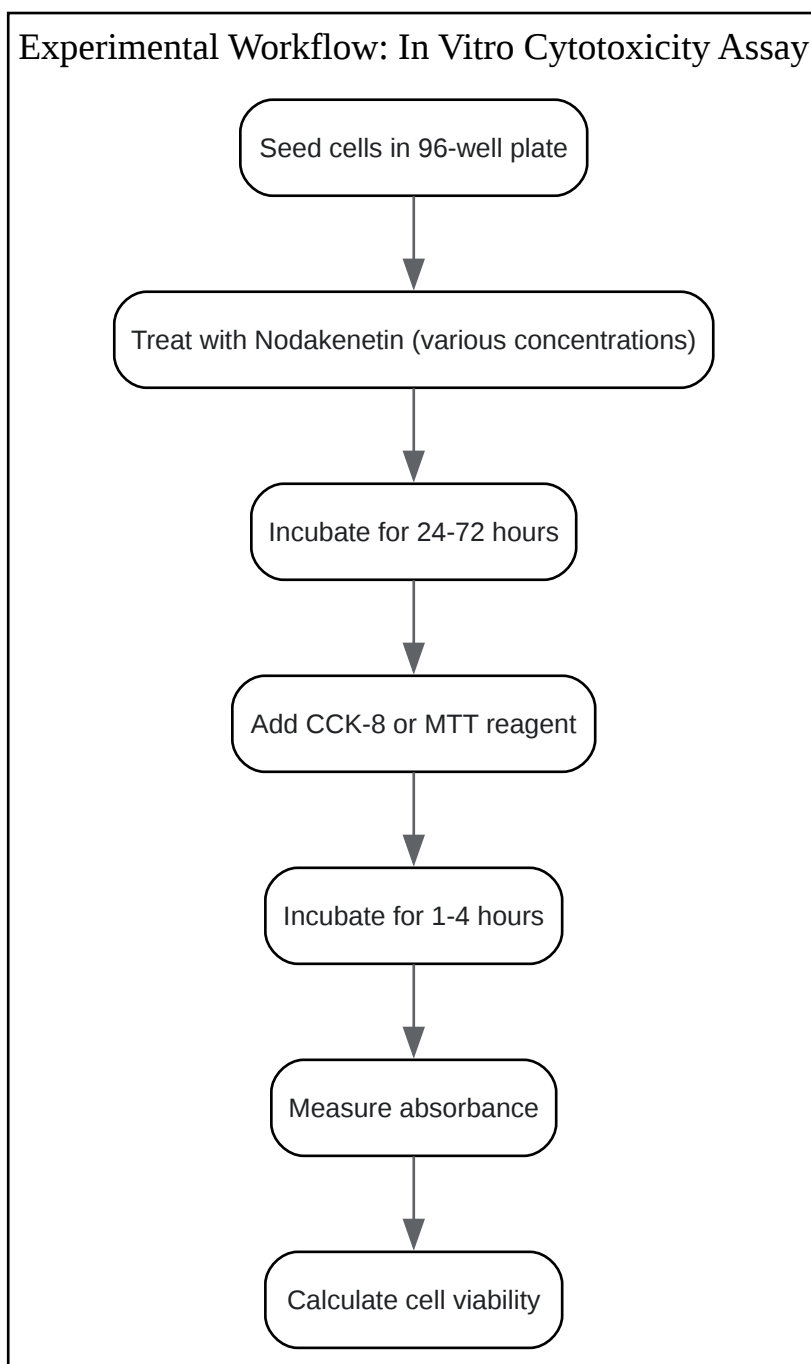 Experimental Workflow: In Vitro Cytotoxicity Assay
Seed cells in 96-well plate
Treat with Nodakenetin (various concentrations)
Incubate for 24-72 hours
Add CCK-8 or MTT reagent
Incubate for 1-4 hours
Measure absorbance
Calculate cell viability